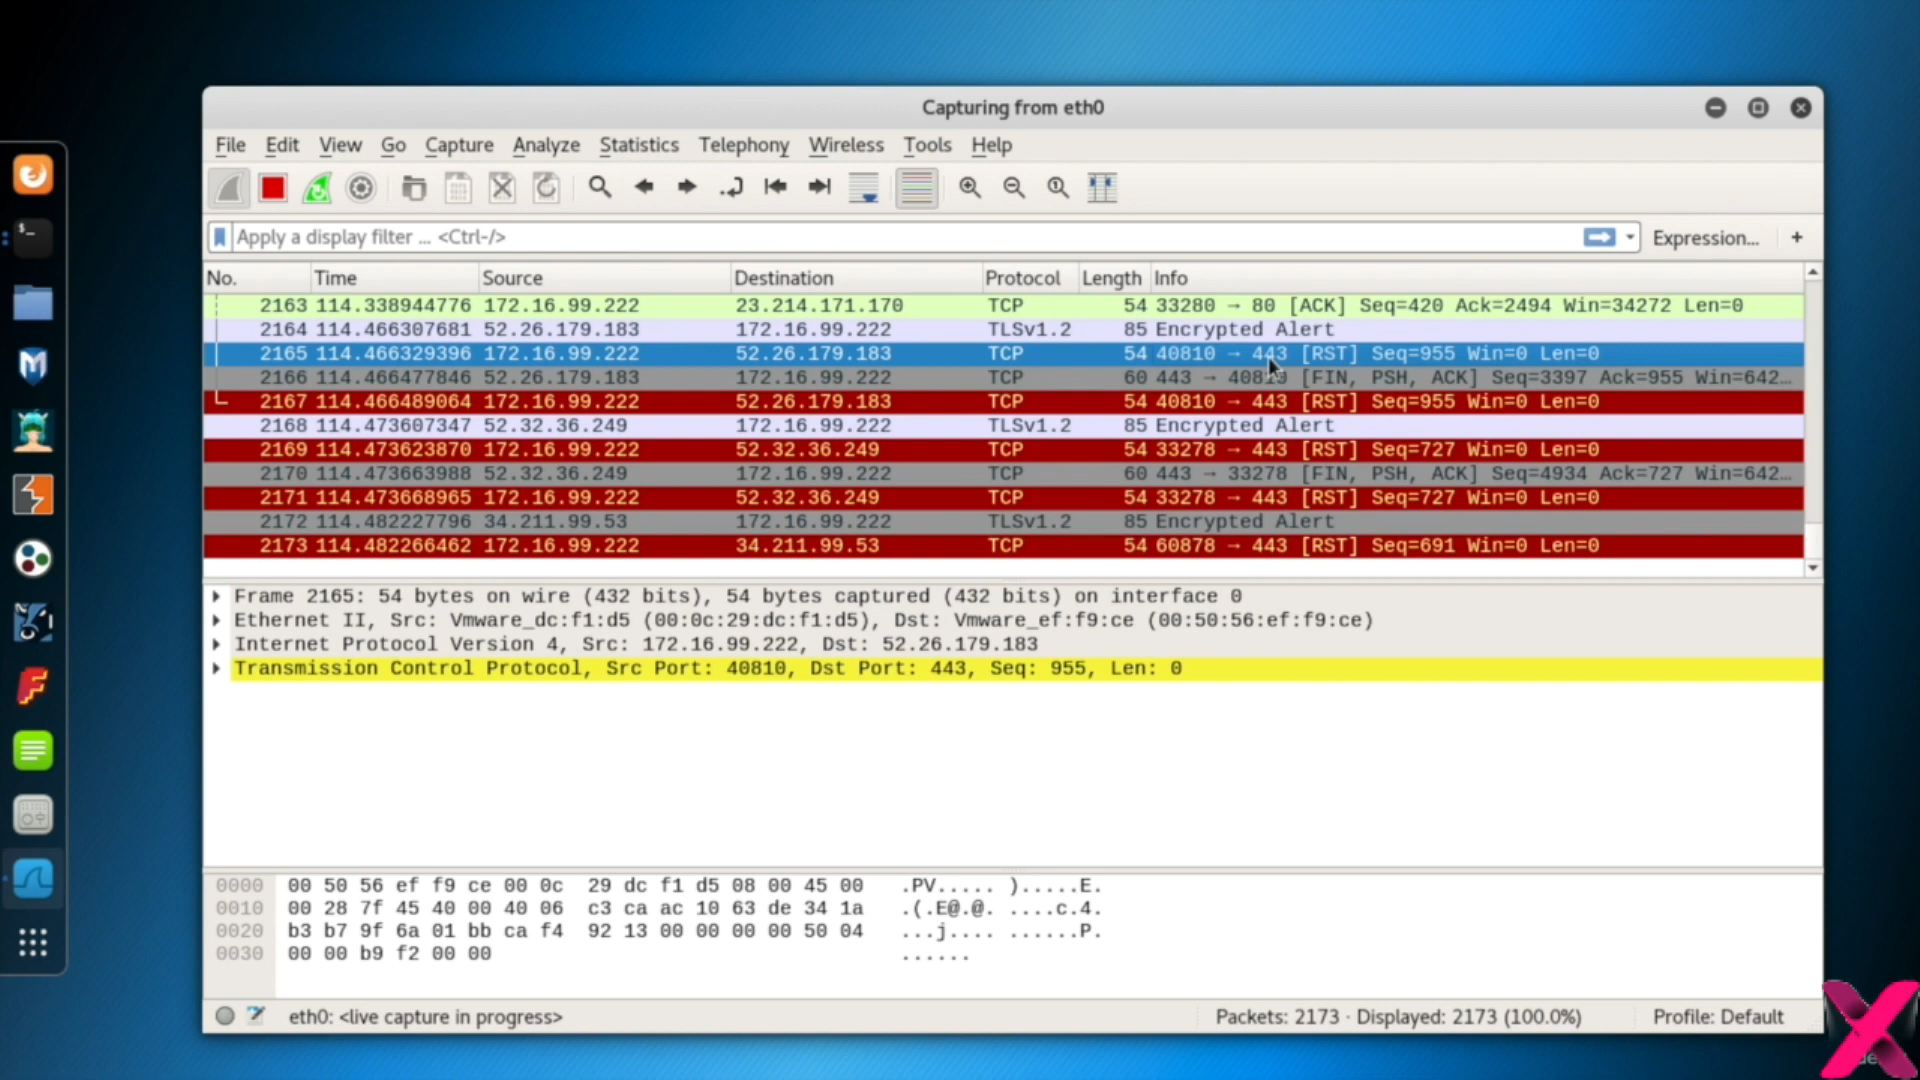 Capturing from eth0
File Edit View Go Capture Analyze Statistics Telephony Wireless Tools Help
Apply a display filter ... <Ctrl-/> Expression... +
No. Time Source Destination Protocol Length Info
2163 114.338944776 172.16.99.222 23.214.171.170 TCP 54 33280 → 80 [ACK] Seq=420 Ack=2494 Win=34272 Len=0
2164 114.466307681 52.26.179.183 172.16.99.222 TLSv1.2 85 Encrypted Alert
2165 114.466329396 172.16.99.222 52.26.179.183 TCP 54 40810 → 443 [RST] Seq=955 Win=0 Len=0
2166 114.466477846 52.26.179.183 172.16.99.222 TCP 60 443 → 40810 [FIN, PSH, ACK] Seq=3397 Ack=955 Win=642...
2167 114.466489064 172.16.99.222 52.26.179.183 TCP 54 40810 → 443 [RST] Seq=955 Win=0 Len=0
2168 114.473607347 52.32.36.249 172.16.99.222 TLSv1.2 85 Encrypted Alert
2169 114.473623870 172.16.99.222 52.32.36.249 TCP 54 33278 → 443 [RST] Seq=727 Win=0 Len=0
2170 114.473663988 52.32.36.249 172.16.99.222 TCP 60 443 → 33278 [FIN, PSH, ACK] Seq=4934 Ack=727 Win=642...
2171 114.473668965 172.16.99.222 52.32.36.249 TCP 54 33278 → 443 [RST] Seq=727 Win=0 Len=0
2172 114.482227796 34.211.99.53 172.16.99.222 TLSv1.2 85 Encrypted Alert
2173 114.482266462 172.16.99.222 34.211.99.53 TCP 54 60878 → 443 [RST] Seq=691 Win=0 Len=0
Frame 2165: 54 bytes on wire (432 bits), 54 bytes captured (432 bits) on interface 0
Ethernet II, Src: Vmware_dc:f1:d5 (00:0c:29:dc:f1:d5), Dst: Vmware_ef:f9:ce (00:50:56:ef:f9:ce)
Internet Protocol Version 4, Src: 172.16.99.222, Dst: 52.26.179.183
Transmission Control Protocol, Src Port: 40810, Dst Port: 443, Seq: 955, Len: 0
0000 00 50 56 ef f9 ce 00 0c 29 dc f1 d5 08 00 45 00 .PV..... ).....E.
0010 00 28 7f 45 40 00 40 06 c3 ca ac 10 63 de 34 1a .(.E@.@. ....c.4.
0020 b3 b7 9f 6a 01 bb ca f4 92 13 00 00 00 00 50 04 ...j.... ......P.
0030 00 00 b9 f2 00 00 ......
eth0: <live capture in progress> Packets: 2173 · Displayed: 2173 (100.0%) Profile: Default